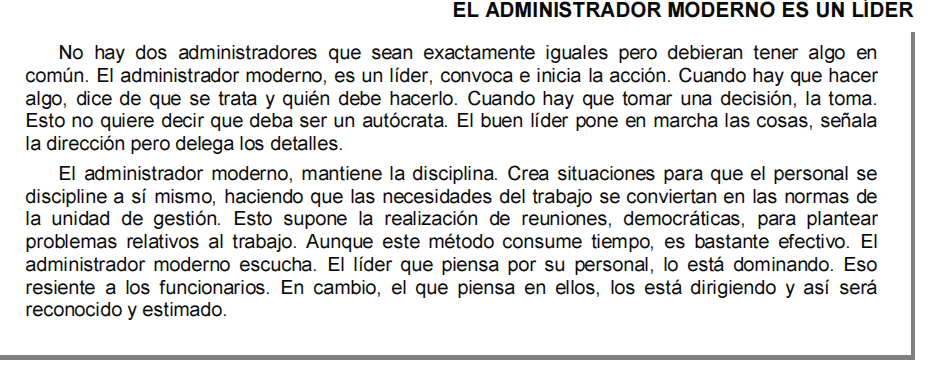 EL ADMINISTRADOR MODERNO ES UN LÍDER
No hay dos administradores que sean exactamente iguales pero debieran tener algo en
común. El administrador moderno, es un líder, convoca e inicia la acción. Cuando hay que hacer
algo, dice de que se trata y quién debe hacerlo. Cuando hay que tomar una decisión, la toma.
Esto no quiere decir que deba ser un autócrata. El buen líder pone en marcha las cosas, señala
la dirección pero delega los detalles.
El administrador moderno, mantiene la disciplina. Crea situaciones para que el personal se
discipline a sí mismo, haciendo que las necesidades del trabajo se conviertan en las normas de
la unidad de gestión. Esto supone la realización de reuniones, democráticas, para plantear
problemas relativos al trabajo. Aunque este método consume tiempo, es bastante efectivo. El
administrador moderno escucha. El líder que piensa por su personal, lo está dominando. Eso
resiente a los funcionarios. En cambio, el que piensa en ellos, los está dirigiendo y así será
reconocido y estimado.